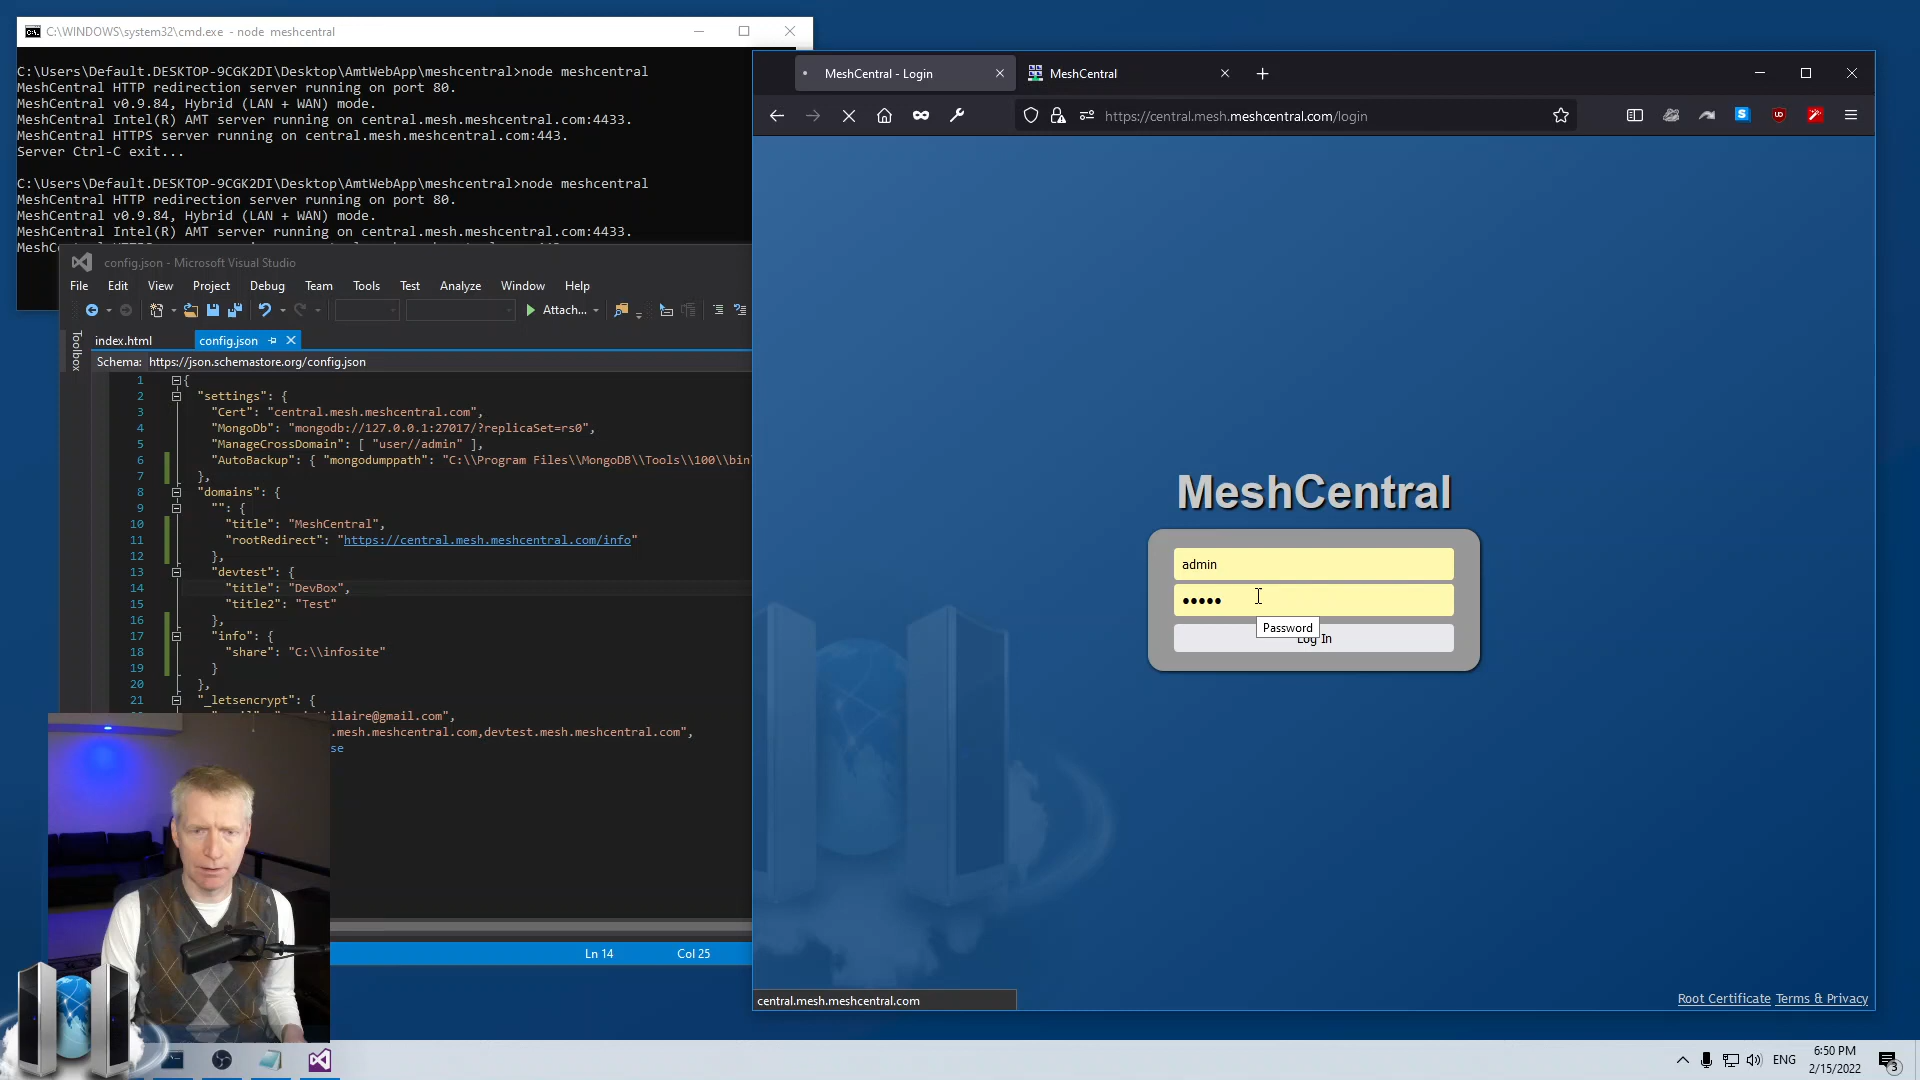 C:\WINDOWS\system32\cmd.exe - node meshcentral
C:\Users\Default.DESKTOP-9CGK2DI\Desktop\AmtWebApp\meshcentral>node meshcentral
MeshCentral HTTP redirection server running on port 80.
MeshCentral v0.9.84, Hybrid (LAN + WAN) mode.
MeshCentral Intel(R) AMT server running on central.mesh.meshcentral.com:4433.
MeshCentral HTTPS server running on central.mesh.meshcentral.com:443.
Server Ctrl-C exit...
C:\Users\Default.DESKTOP-9CGK2DI\Desktop\AmtWebApp\meshcentral>node meshcentral
MeshCentral HTTP redirection server running on port 80.
MeshCentral v0.9.84, Hybrid (LAN + WAN) mode.
MeshCentral Intel(R) AMT server running on central.mesh.meshcentral.com:4433.
config.json - Microsoft Visual Studio
File Edit View Project Debug Team Tools Test Analyze Window Help
Attach...
Toolbox
index.html config.json
Schema: https://json.schemastore.org/config.json
1 {
2 "settings": {
3 "Cert": "central.mesh.meshcentral.com",
4 "MongoDb": "mongodb://127.0.0.1:27017/?replicaSet=rs0",
5 "ManageCrossDomain": [ "user//admin" ],
6 "AutoBackup": { "mongodumppath": "C:\\Program Files\\MongoDB\\Tools\\100\\bin
7 },
8 "domains": {
9 "": {
10 "title": "MeshCentral",
11 "rootRedirect": "https://central.mesh.meshcentral.com/info"
12 },
13 "devtest": {
14 "title": "DevBox",
15 "title2": "Test"
16 },
17 "info": {
18 "share": "C:\\infosite"
19 }
20 },
21 "_letsencrypt": {
ilaire@gmail.com",
.mesh.meshcentral.com,devtest.mesh.meshcentral.com",
se
Ln 14 Col 25
MeshCentral - Login
MeshCentral
https://central.mesh.meshcentral.com/login
MeshCentral
admin
•••••
Password
Log In
central.mesh.meshcentral.com
Root Certificate Terms & Privacy
ENG
6:50 PM
2/15/2022
3